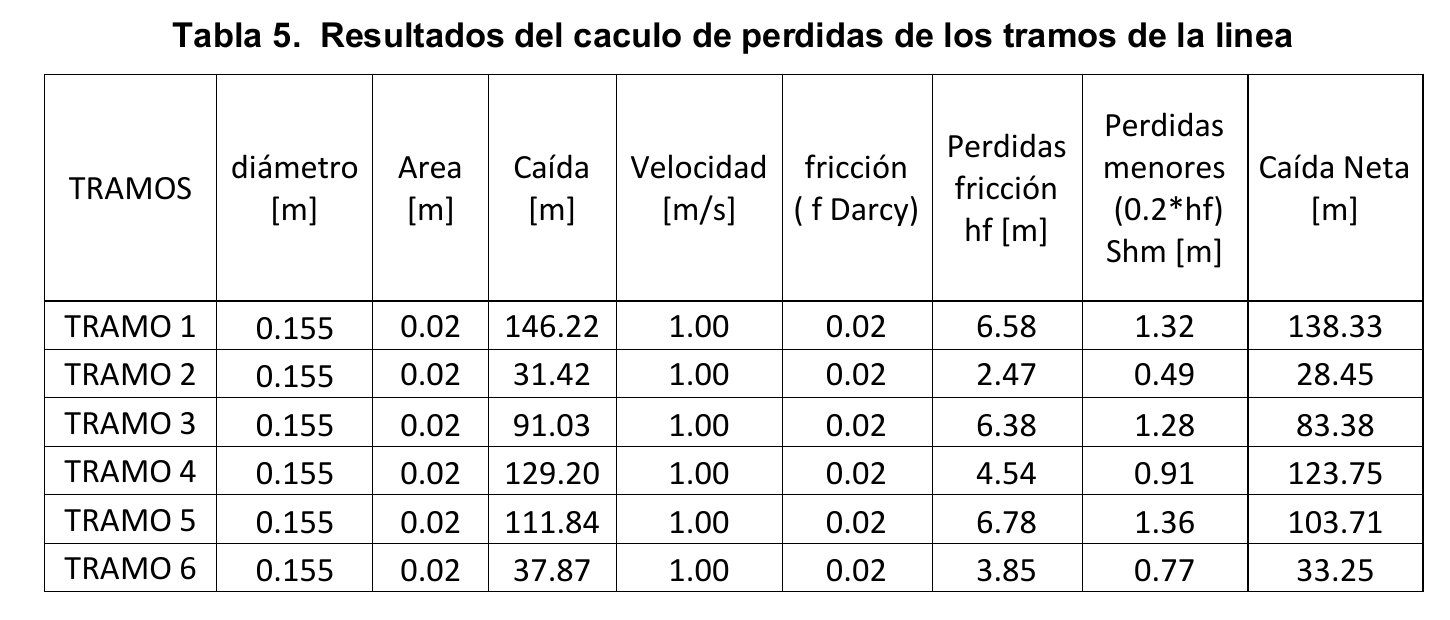 Tabla 5. Resultados del caculo de perdidas de los tramos de la linea
TRAMOS diámetro [m] Area [m] Caída [m] Velocidad [m/s] fricción ( f Darcy) Perdidas fricción hf [m] Perdidas menores (0.2*hf) Shm [m] Caída Neta [m]
TRAMO 1 0.155 0.02 146.22 1.00 0.02 6.58 1.32 138.33
TRAMO 2 0.155 0.02 31.42 1.00 0.02 2.47 0.49 28.45
TRAMO 3 0.155 0.02 91.03 1.00 0.02 6.38 1.28 83.38
TRAMO 4 0.155 0.02 129.20 1.00 0.02 4.54 0.91 123.75
TRAMO 5 0.155 0.02 111.84 1.00 0.02 6.78 1.36 103.71
TRAMO 6 0.155 0.02 37.87 1.00 0.02 3.85 0.77 33.25